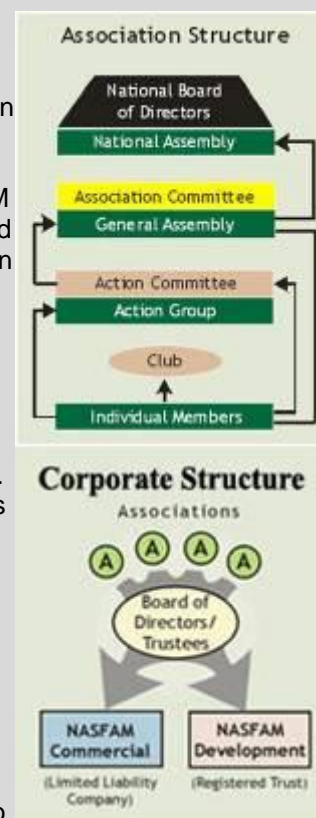 Association Structure
National Board
of Directors
National Assembly
Association Committee
General Assembly
Action Committee
Action Group
Club
Individual Members
Corporate Structure
Associations
A A A A
Board of
Directors/
Trustees
NASFAM
Commercial
(Limited Liability
Company)
NASFAM
Development
(Registered Trust)